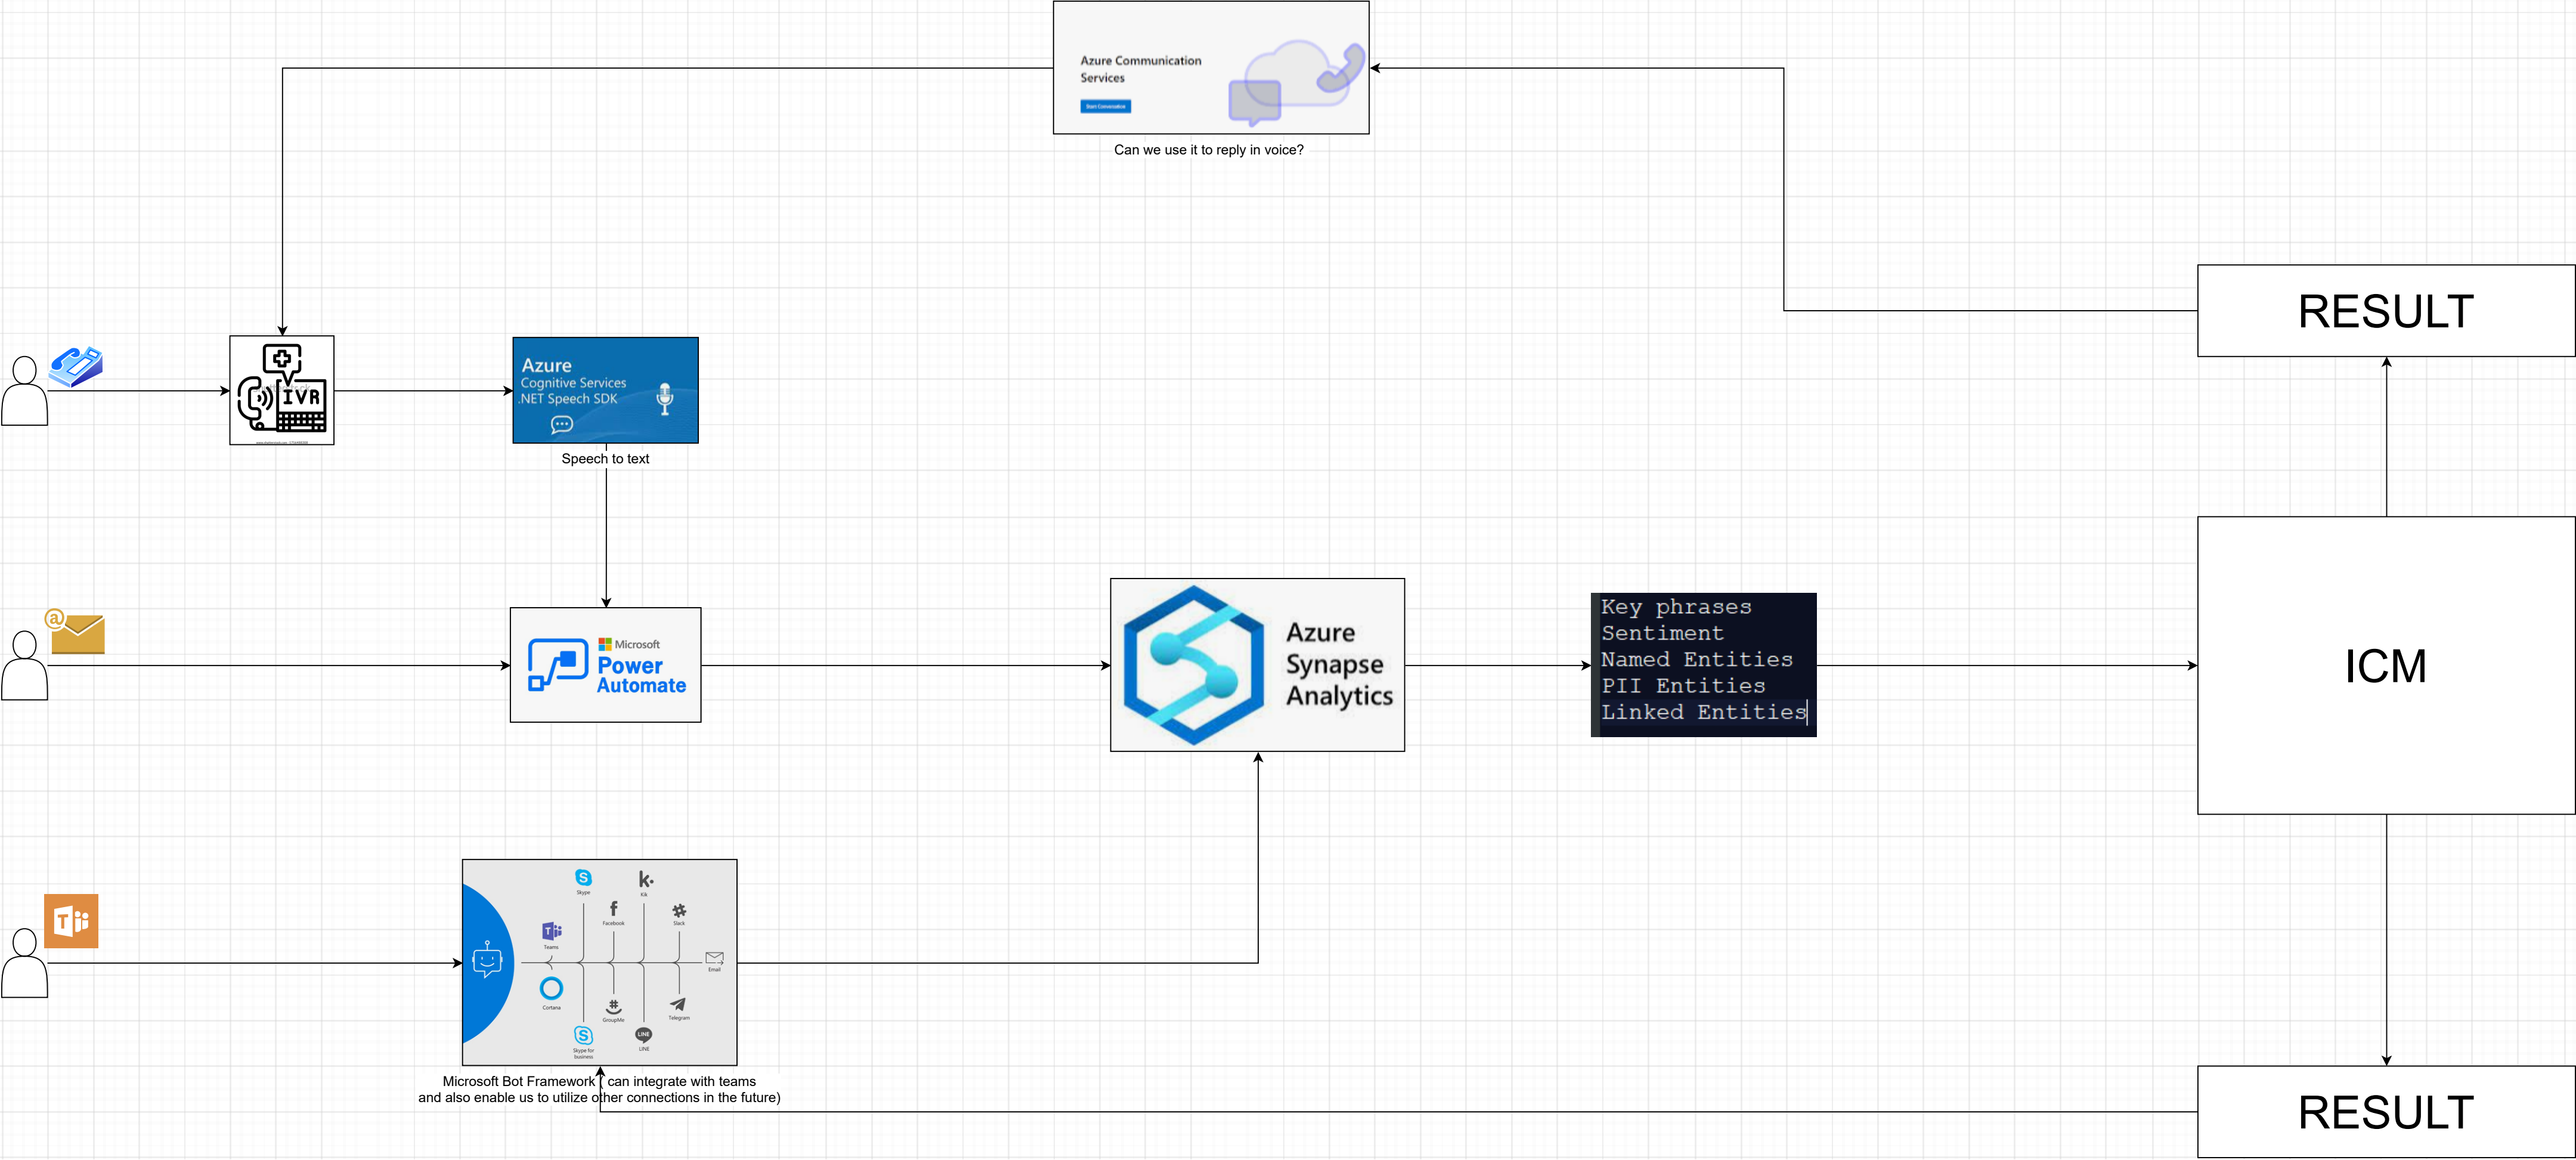 Azure Communication
Services
Start Conversation
Can we use it to reply in voice?
RESULT
IVR
Azure
Cognitive Services
.NET Speech SDK
Speech to text
Microsoft
Power
Automate
Azure
Synapse
Analytics
Key phrases
Sentiment
Named Entities
PII Entities
Linked Entities
ICM
T
Skype
Kik
Facebook
Slack
Teams
Email
Cortana
GroupMe
Telegram
LINE
Skype for
business
LINE
Microsoft Bot Framework ( can integrate with teams
and also enable us to utilize other connections in the future)
RESULT